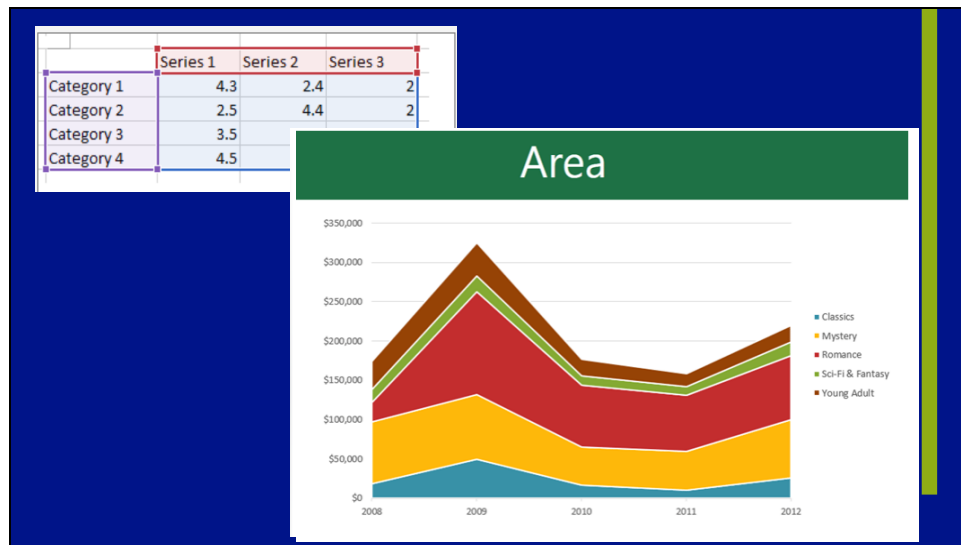 Series 1 Series 2 Series 3
Category 1 4.3 2.4 2
Category 2 2.5 4.4 2
Category 3 3.5
Category 4 4.5
Area
$350,000
$300,000
$250,000
$200,000
$150,000
$100,000
$50,000
$0
2008 2009 2010 2011 2012
Classics
Mystery
Romance
Sci-Fi & Fantasy
Young Adult